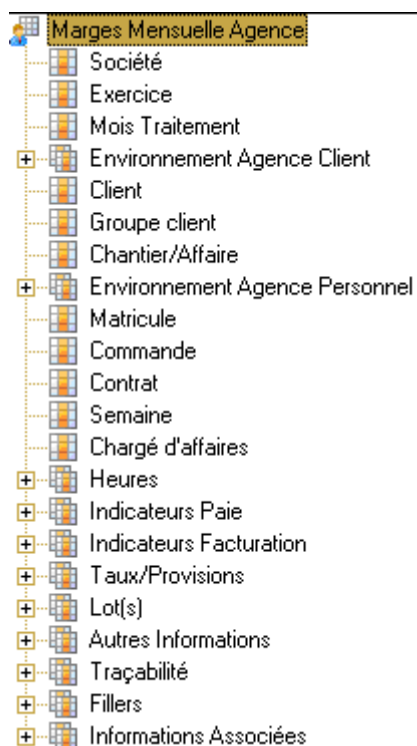 Marges Mensuelle Agence
Société
Exercice
Mois Traitement
Environnement Agence Client
Client
Groupe client
Chantier/Affaire
Environnement Agence Personnel
Matricule
Commande
Contrat
Semaine
Chargé d'affaires
Heures
Indicateurs Paie
Indicateurs Facturation
Taux/Provisions
Lot(s)
Autres Informations
Traçabilité
Fillers
Informations Associées